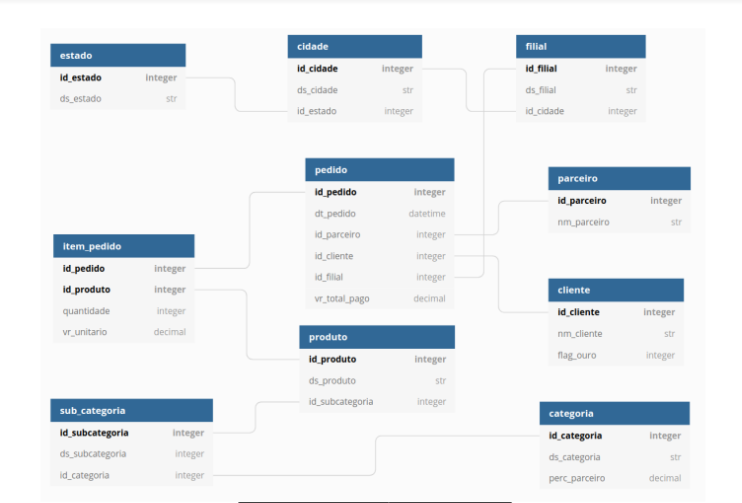 estado
id_estado integer
ds_estado str
cidade
id_cidade integer
ds_cidade str
id_estado integer
filial
id_filial integer
ds_filial str
id_cidade integer
pedido
id_pedido integer
dt_pedido datetime
id_parceiro integer
id_cliente integer
id_filial integer
vr_total_pago decimal
parceiro
id_parceiro integer
nm_parceiro str
item_pedido
id_pedido integer
id_produto integer
quantidade integer
vr_unitario decimal
cliente
id_cliente integer
nm_cliente str
flag_ouro integer
produto
id_produto integer
ds_produto str
id_subcategoria integer
sub_categoria
id_subcategoria integer
ds_subcategoria integer
id_categoria integer
categoria
id_categoria integer
ds_categoria str
perc_parceiro decimal